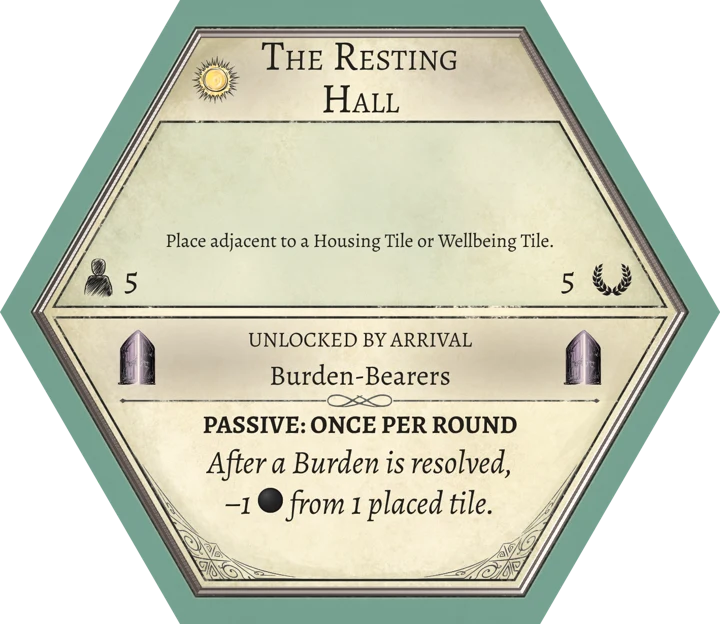 The Resting
Hall
Place adjacent to a Housing Tile or Wellbeing Tile.
5
5
UNLOCKED BY ARRIVAL
Burden-Bearers
PASSIVE: ONCE PER ROUND
After a Burden is resolved,
–1 from 1 placed tile.